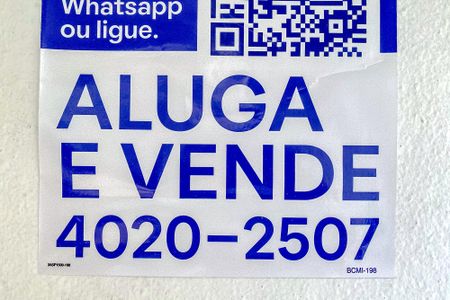 Whatsapp
ou ligue.
ALUGA
E VENDE
4020-2507
BCMI-198